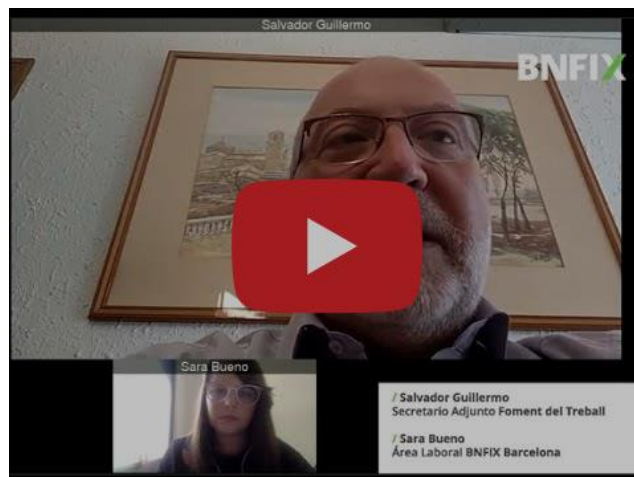 Salvador Guillermo
BNFIX
Sara Bueno
/ Salvador Guillermo
Secretario Adjunto Foment del Treball
/ Sara Bueno
Área Laboral BNFIX Barcelona